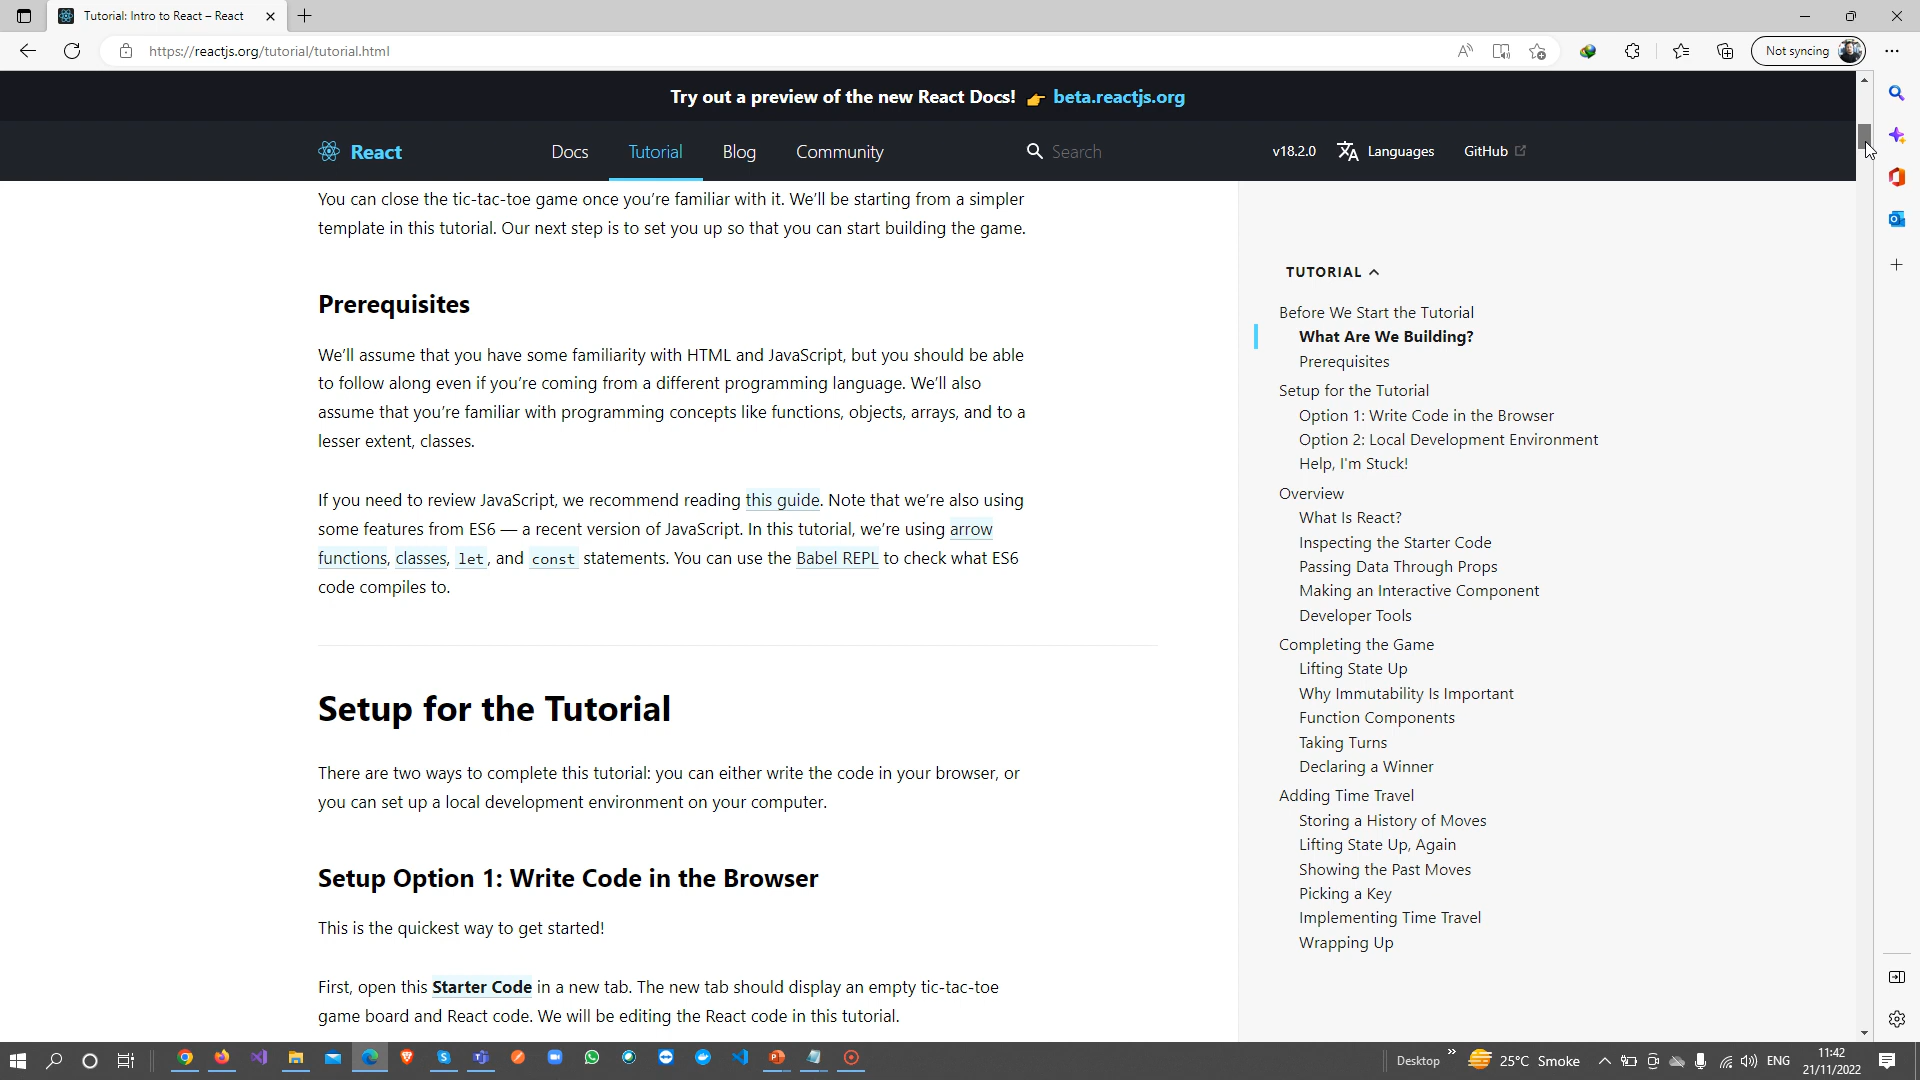 Tutorial: Intro to React – React
https://reactjs.org/tutorial/tutorial.html
Not syncing
Try out a preview of the new React Docs! 👉 beta.reactjs.org
React
Docs
Tutorial
Blog
Community
Search
v18.2.0
Languages
GitHub
You can close the tic-tac-toe game once you’re familiar with it. We’ll be starting from a simpler
template in this tutorial. Our next step is to set you up so that you can start building the game.
Prerequisites
We’ll assume that you have some familiarity with HTML and JavaScript, but you should be able
to follow along even if you’re coming from a different programming language. We’ll also
assume that you’re familiar with programming concepts like functions, objects, arrays, and to a
lesser extent, classes.
If you need to review JavaScript, we recommend reading this guide. Note that we’re also using
some features from ES6 — a recent version of JavaScript. In this tutorial, we’re using arrow
functions, classes, let, and const statements. You can use the Babel REPL to check what ES6
code compiles to.
Setup for the Tutorial
There are two ways to complete this tutorial: you can either write the code in your browser, or
you can set up a local development environment on your computer.
Setup Option 1: Write Code in the Browser
This is the quickest way to get started!
First, open this Starter Code in a new tab. The new tab should display an empty tic-tac-toe
game board and React code. We will be editing the React code in this tutorial.
TUTORIAL
Before We Start the Tutorial
What Are We Building?
Prerequisites
Setup for the Tutorial
Option 1: Write Code in the Browser
Option 2: Local Development Environment
Help, I'm Stuck!
Overview
What Is React?
Inspecting the Starter Code
Passing Data Through Props
Making an Interactive Component
Developer Tools
Completing the Game
Lifting State Up
Why Immutability Is Important
Function Components
Taking Turns
Declaring a Winner
Adding Time Travel
Storing a History of Moves
Lifting State Up, Again
Showing the Past Moves
Picking a Key
Implementing Time Travel
Wrapping Up
Desktop
25°C Smoke
ENG
11:42
21/11/2022